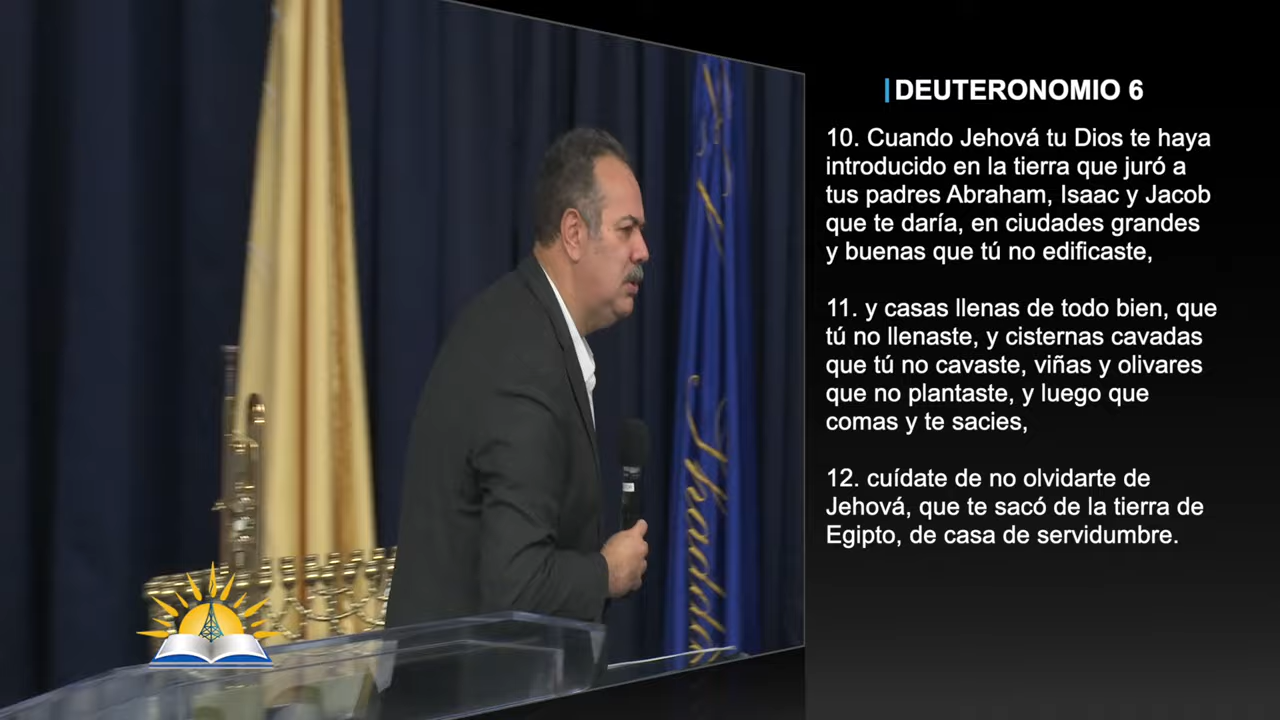 DEUTERONOMIO 6
10. Cuando Jehová tu Dios te haya
introducido en la tierra que juró a
tus padres Abraham, Isaac y Jacob
que te daría, en ciudades grandes
y buenas que tú no edificaste,
11. y casas llenas de todo bien, que
tú no llenaste, y cisternas cavadas
que tú no cavaste, viñas y olivares
que no plantaste, y luego que
comas y te sacies,
12. cuídate de no olvidarte de
Jehová, que te sacó de la tierra de
Egipto, de casa de servidumbre.
Shaddai